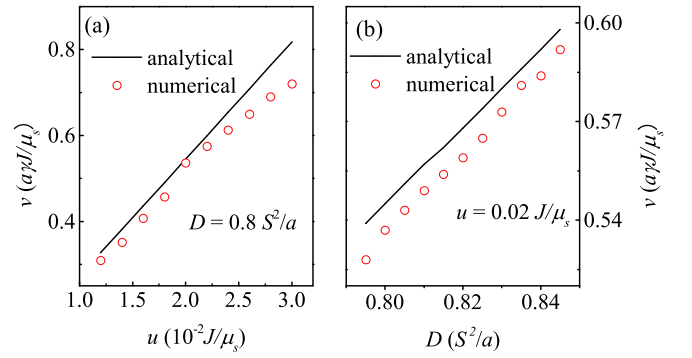 (a)
analytical
numerical
D = 0.8 S²/a
v (aγJ/μₛ)
0.8
0.6
0.4
1.0 1.5 2.0 2.5 3.0
u (10⁻²J/μₛ)
(b)
analytical
numerical
u = 0.02 J/μₛ
v (aγJ/μₛ)
0.60
0.57
0.54
0.80 0.82 0.84
D (S²/a)